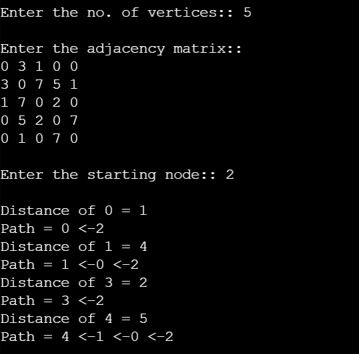 Enter the no. of vertices:: 5
Enter the adjacency matrix::
0 3 1 0 0
3 0 7 5 1
1 7 0 2 0
0 5 2 0 7
0 1 0 7 0
Enter the starting node:: 2
Distance of 0 = 1
Path = 0 <-2
Distance of 1 = 4
Path = 1 <-0 <-2
Distance of 3 = 2
Path = 3 <-2
Distance of 4 = 5
Path = 4 <-1 <-0 <-2